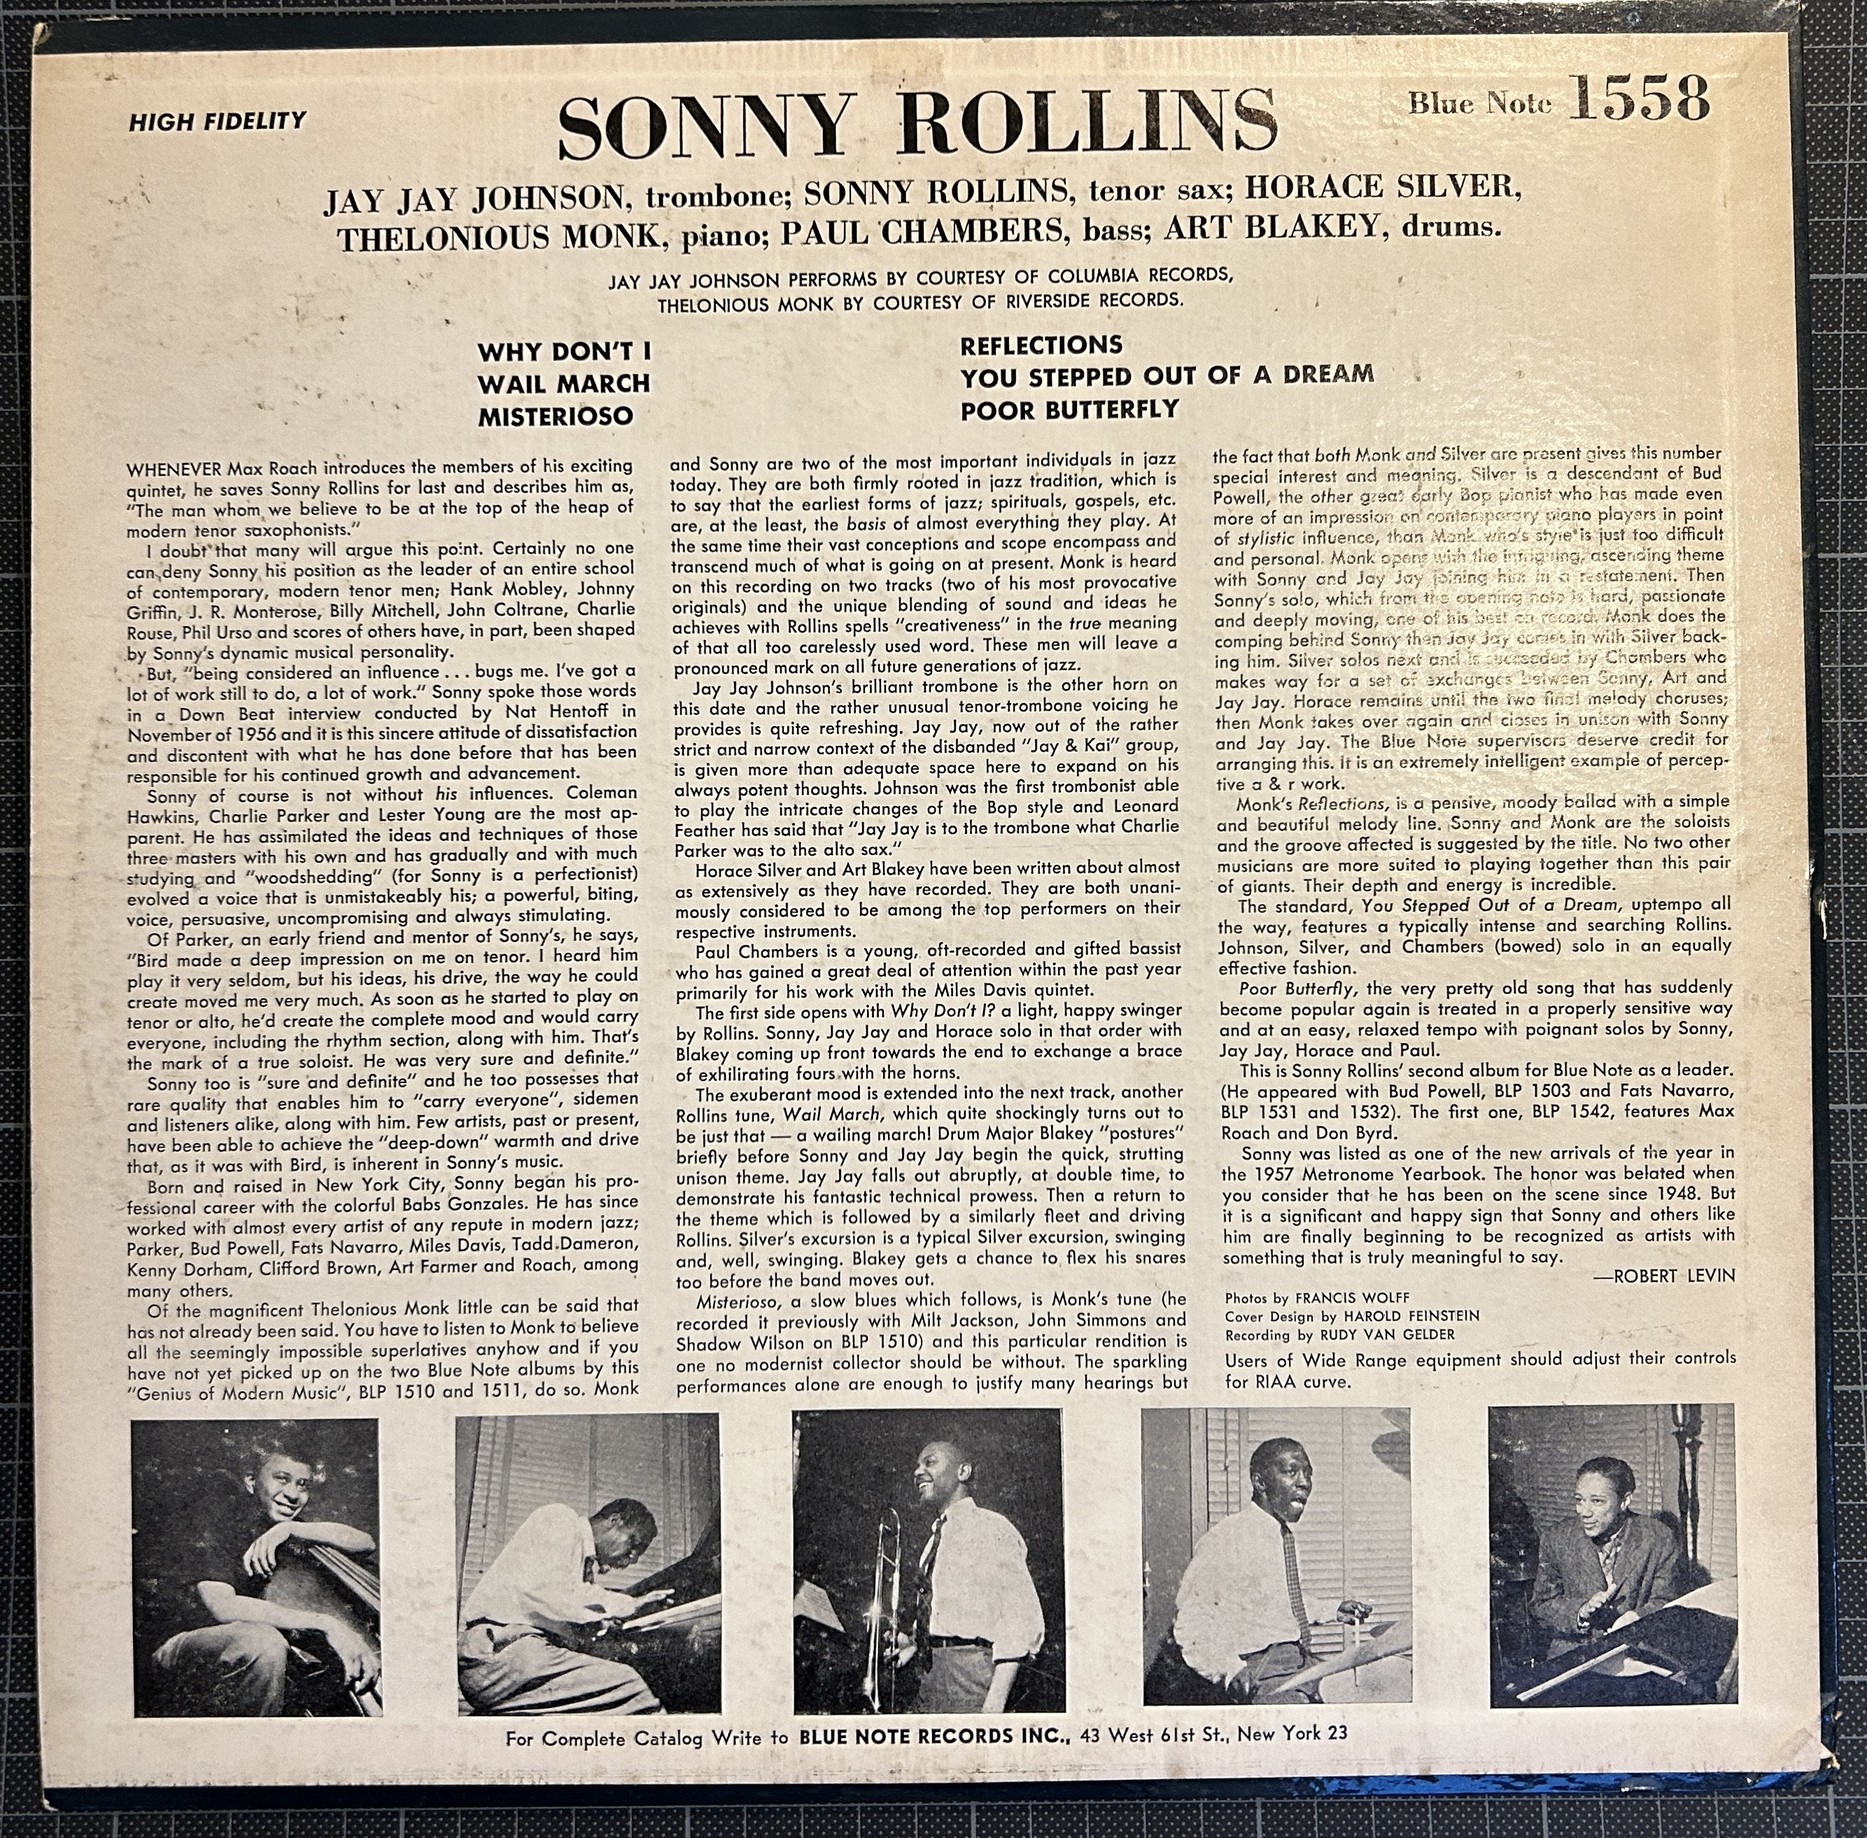 HIGH FIDELITY
SONNY ROLLINS
Blue Note 1558
JAY JAY JOHNSON, trombone; SONNY ROLLINS, tenor sax; HORACE SILVER,
THELONIOUS MONK, piano; PAUL CHAMBERS, bass; ART BLAKEY, drums.
JAY JAY JOHNSON PERFORMS BY COURTESY OF COLUMBIA RECORDS,
THELONIOUS MONK BY COURTESY OF RIVERSIDE RECORDS.
WHY DON'T I
WAIL MARCH
MISTERIOSO
REFLECTIONS
YOU STEPPED OUT OF A DREAM
POOR BUTTERFLY
WHENEVER Max Roach introduces the members of his exciting
quintet, he saves Sonny Rollins for last and describes him as,
"The man whom we believe to be at the top of the heap of
modern tenor saxophonists."
I doubt that many will argue this point. Certainly no one
can deny Sonny his position as the leader of an entire school
of contemporary, modern tenor men; Hank Mobley, Johnny
Griffin, J. R. Monterose, Billy Mitchell, John Coltrane, Charlie
Rouse, Phil Urso and scores of others have, in part, been shaped
by Sonny's dynamic musical personality.
But, "being considered an influence . . . bugs me. I've got a
lot of work still to do, a lot of work." Sonny spoke those words
in a Down Beat interview conducted by Nat Hentoff in
November of 1956 and it is this sincere attitude of dissatisfaction
and discontent with what he has done before that has been
responsible for his continued growth and advancement.
Sonny of course is not without his influences. Coleman
Hawkins, Charlie Parker and Lester Young are the most ap-
parent. He has assimilated the ideas and techniques of those
three masters with his own and has gradually and with much
studying and "woodshedding" (for Sonny is a perfectionist)
evolved a voice that is unmistakeably his; a powerful, biting,
voice, persuasive, uncompromising and always stimulating.
Of Parker, an early friend and mentor of Sonny's, he says,
"Bird made a deep impression on me on tenor. I heard him
play it very seldom, but his ideas, his drive, the way he could
create moved me very much. As soon as he started to play on
tenor or alto, he'd create the complete mood and would carry
everyone, including the rhythm section, along with him. That's
the mark of a true soloist. He was very sure and definite."
Sonny too is "sure and definite" and he too possesses that
rare quality that enables him to "carry everyone", sidemen
and listeners alike, along with him. Few artists, past or present,
have been able to achieve the "deep-down" warmth and drive
that, as it was with Bird, is inherent in Sonny's music.
Born and raised in New York City, Sonny began his pro-
fessional career with the colorful Babs Gonzales. He has since
worked with almost every artist of any repute in modern jazz;
Parker, Bud Powell, Fats Navarro, Miles Davis, Tadd Dameron,
Kenny Dorham, Clifford Brown, Art Farmer and Roach, among
many others.
Of the magnificent Thelonious Monk little can be said that
has not already been said. You have to listen to Monk to believe
all the seemingly impossible superlatives anyhow and if you
have not yet picked up on the two Blue Note albums by this
"Genius of Modern Music", BLP 1510 and 1511, do so. Monk
and Sonny are two of the most important individuals in jazz
today. They are both firmly rooted in jazz tradition, which is
to say that the earliest forms of jazz; spirituals, gospels, etc.
are, at the least, the basis of almost everything they play. At
the same time their vast conceptions and scope encompass and
transcend much of what is going on at present. Monk is heard
on this recording on two tracks (two of his most provocative
originals) and the unique blending of sound and ideas he
achieves with Rollins spells "creativeness" in the true meaning
of that all too carelessly used word. These men will leave a
pronounced mark on all future generations of jazz.
Jay Jay Johnson's brilliant trombone is the other horn on
this date and the rather unusual tenor-trombone voicing he
provides is quite refreshing. Jay Jay, now out of the rather
strict and narrow context of the disbanded "Jay & Kai" group,
is given more than adequate space here to expand on his
always potent thoughts. Johnson was the first trombonist able
to play the intricate changes of the Bop style and Leonard
Feather has said that "Jay Jay is to the trombone what Charlie
Parker was to the alto sax."
Horace Silver and Art Blakey have been written about almost
as extensively as they have recorded. They are both unani-
mously considered to be among the top performers on their
respective instruments.
Paul Chambers is a young, oft-recorded and gifted bassist
who has gained a great deal of attention within the past year
primarily for his work with the Miles Davis quintet.
The first side opens with Why Don't I? a light, happy swinger
by Rollins. Sonny, Jay Jay and Horace solo in that order with
Blakey coming up front towards the end to exchange a brace
of exhilirating fours with the horns.
The exuberant mood is extended into the next track, another
Rollins tune, Wail March, which quite shockingly turns out to
be just that — a wailing march! Drum Major Blakey "postures"
briefly before Sonny and Jay Jay begin the quick, strutting
unison theme. Jay Jay falls out abruptly, at double time, to
demonstrate his fantastic technical prowess. Then a return to
the theme which is followed by a similarly fleet and driving
Rollins. Silver's excursion is a typical Silver excursion, swinging
and, well, swinging. Blakey gets a chance to flex his snares
too before the band moves out.
Misterioso, a slow blues which follows, is Monk's tune (he
recorded it previously with Milt Jackson, John Simmons and
Shadow Wilson on BLP 1510) and this particular rendition is
one no modernist collector should be without. The sparkling
performances alone are enough to justify many hearings but
the fact that both Monk and Silver are present gives this number
special interest and meaning. Silver is a descendant of Bud
Powell, the other great early Bop pianist who has made even
more of an impression on contemporary piano players in point
of stylistic influence, than Monk who's style is just too difficult
and personal. Monk opens with the intriguing, ascending theme
with Sonny and Jay Jay joining him in a restatement. Then
Sonny's solo, which from the opening note is hard, passionate
and deeply moving, one of his best on record. Monk does the
comping behind Sonny then Jay Jay comes in with Silver back-
ing him. Silver solos next and is succeeded by Chambers who
makes way for a set of exchanges between Sonny, Art and
Jay Jay. Horace remains until the two final melody choruses;
then Monk takes over again and closes in unison with Sonny
and Jay Jay. The Blue Note supervisors deserve credit for
arranging this. It is an extremely intelligent example of percep-
tive a & r work.
Monk's Reflections, is a pensive, moody ballad with a simple
and beautiful melody line. Sonny and Monk are the soloists
and the groove affected is suggested by the title. No two other
musicians are more suited to playing together than this pair
of giants. Their depth and energy is incredible.
The standard, You Stepped Out of a Dream, uptempo all
the way, features a typically intense and searching Rollins.
Johnson, Silver, and Chambers (bowed) solo in an equally
effective fashion.
Poor Butterfly, the very pretty old song that has suddenly
become popular again is treated in a properly sensitive way
and at an easy, relaxed tempo with poignant solos by Sonny,
Jay Jay, Horace and Paul.
This is Sonny Rollins' second album for Blue Note as a leader.
(He appeared with Bud Powell, BLP 1503 and Fats Navarro,
BLP 1531 and 1532). The first one, BLP 1542, features Max
Roach and Don Byrd.
Sonny was listed as one of the new arrivals of the year in
the 1957 Metronome Yearbook. The honor was belated when
you consider that he has been on the scene since 1948. But
it is a significant and happy sign that Sonny and others like
him are finally beginning to be recognized as artists with
something that is truly meaningful to say.
—ROBERT LEVIN
Photos by FRANCIS WOLFF
Cover Design by HAROLD FEINSTEIN
Recording by RUDY VAN GELDER
Users of Wide Range equipment should adjust their controls
for RIAA curve.
For Complete Catalog Write to BLUE NOTE RECORDS INC., 43 West 61st St., New York 23